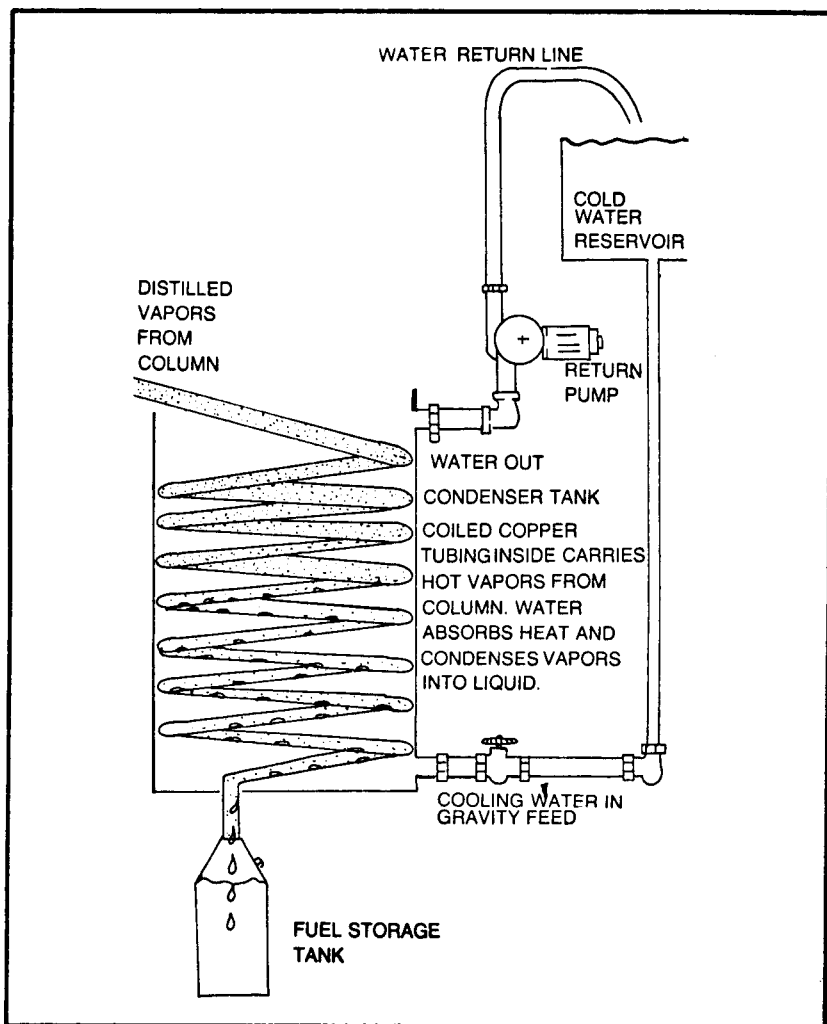 WATER RETURN LINE
COLD
WATER
RESERVOIR
DISTILLED
VAPORS
FROM
COLUMN
RETURN
PUMP
WATER OUT
CONDENSER TANK
COILED COPPER
TUBING INSIDE CARRIES
HOT VAPORS FROM
COLUMN. WATER
ABSORBS HEAT AND
CONDENSES VAPORS
INTO LIQUID.
COOLING WATER IN
GRAVITY FEED
FUEL STORAGE
TANK